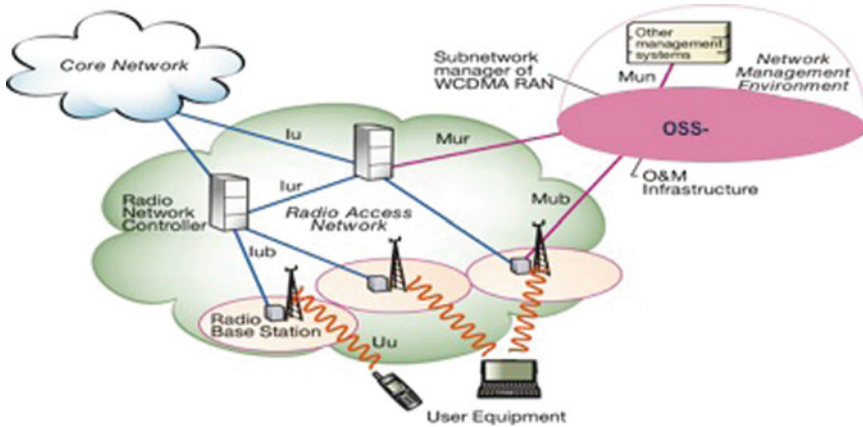 Core Network
Other
management
systems
Subnetwork
manager of
WCDMA RAN
Mun
Network
Management
Environment
OSS-
Iu
Mur
O&M
Infrastructure
Iur
Radio
Network
Controller
Radio Access
Network
Mub
Iub
Radio
Base Station
Uu
User Equipment